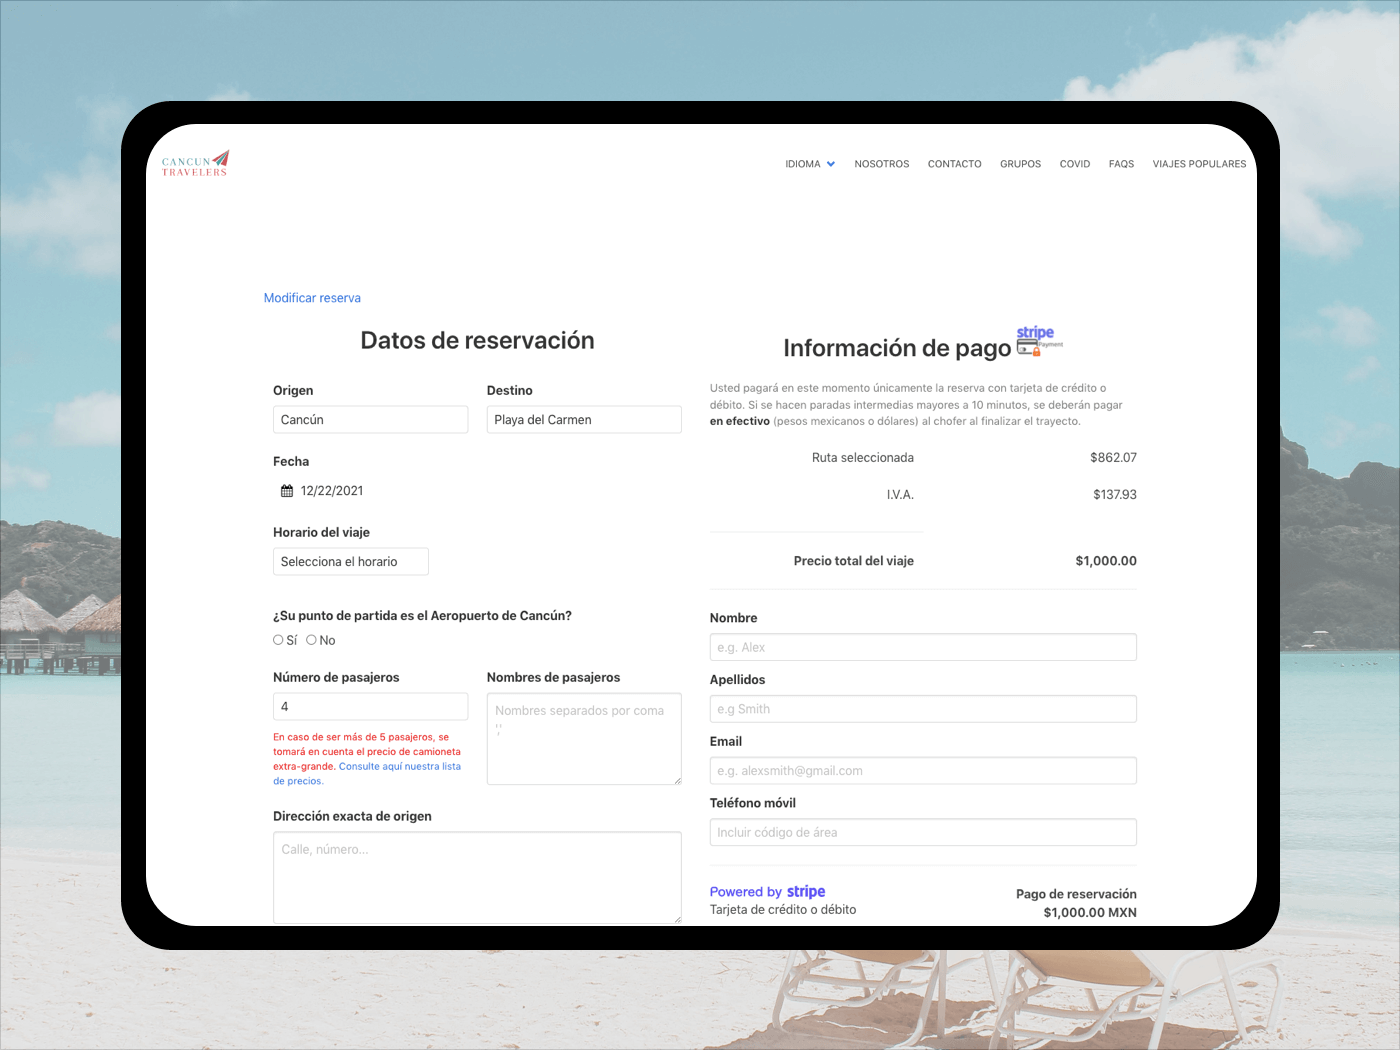 CANCUN
TRAVELERS
IDIOMA NOSOTROS CONTACTO GRUPOS COVID FAQS VIAJES POPULARES
Modificar reserva
Datos de reservación
Origen Destino
Cancún Playa del Carmen
Fecha
12/22/2021
Horario del viaje
Selecciona el horario
¿Su punto de partida es el Aeropuerto de Cancún?
Sí No
Número de pasajeros Nombres de pasajeros
4
Nombres separados por coma
','
En caso de ser más de 5 pasajeros, se
tomará en cuenta el precio de camioneta
extra-grande. Consulte aquí nuestra lista
de precios.
Dirección exacta de origen
Calle, número...
Información de pago
stripe
Payment
Usted pagará en este momento únicamente la reserva con tarjeta de crédito o
débito. Si se hacen paradas intermedias mayores a 10 minutos, se deberán pagar
en efectivo (pesos mexicanos o dólares) al chofer al finalizar el trayecto.
Ruta seleccionada $862.07
I.V.A. $137.93
Precio total del viaje $1,000.00
Nombre
e.g. Alex
Apellidos
e.g Smith
Email
e.g. alexsmith@gmail.com
Teléfono móvil
Incluir código de área
Powered by stripe
Tarjeta de crédito o débito
Pago de reservación
$1,000.00 MXN